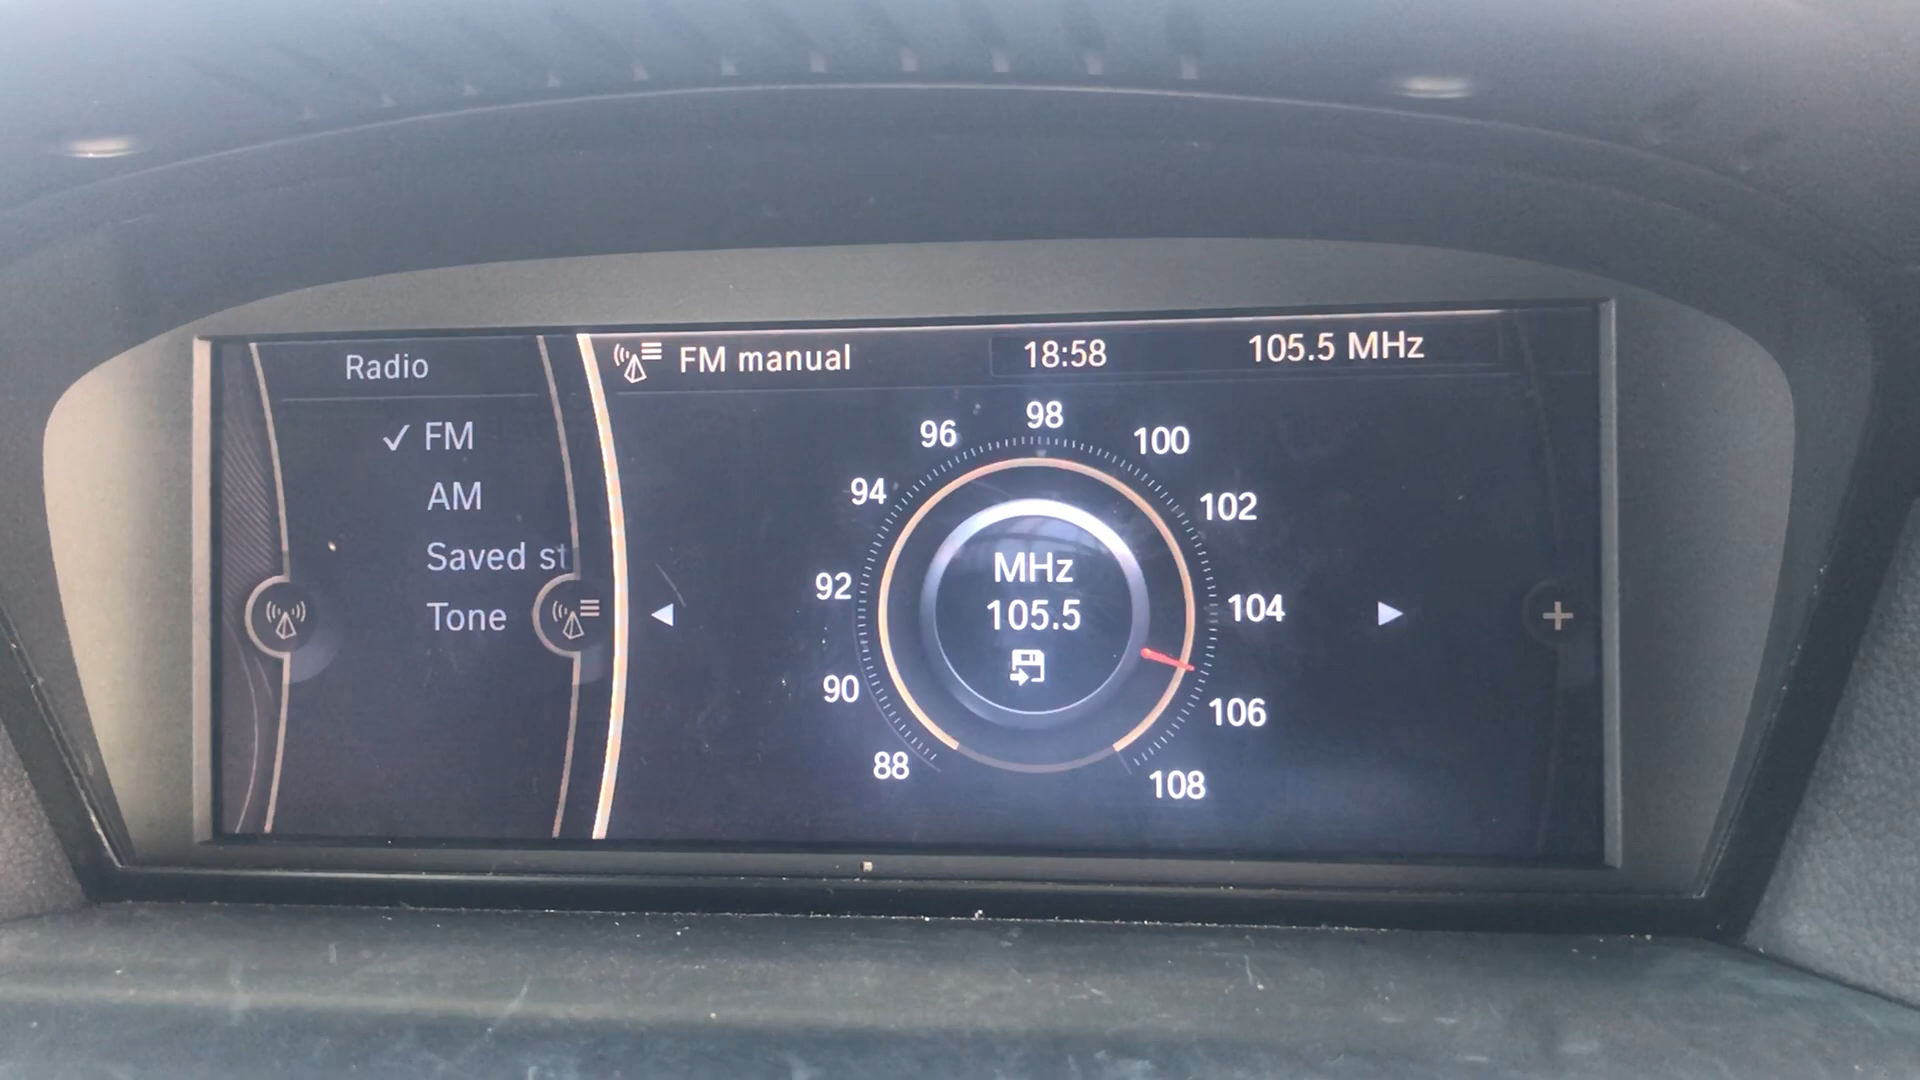 Radio
✓ FM
AM
Saved st
Tone
FM manual 18:58 105.5 MHz
88
90
92
94
96
98
100
102
104
106
108
MHz
105.5
+